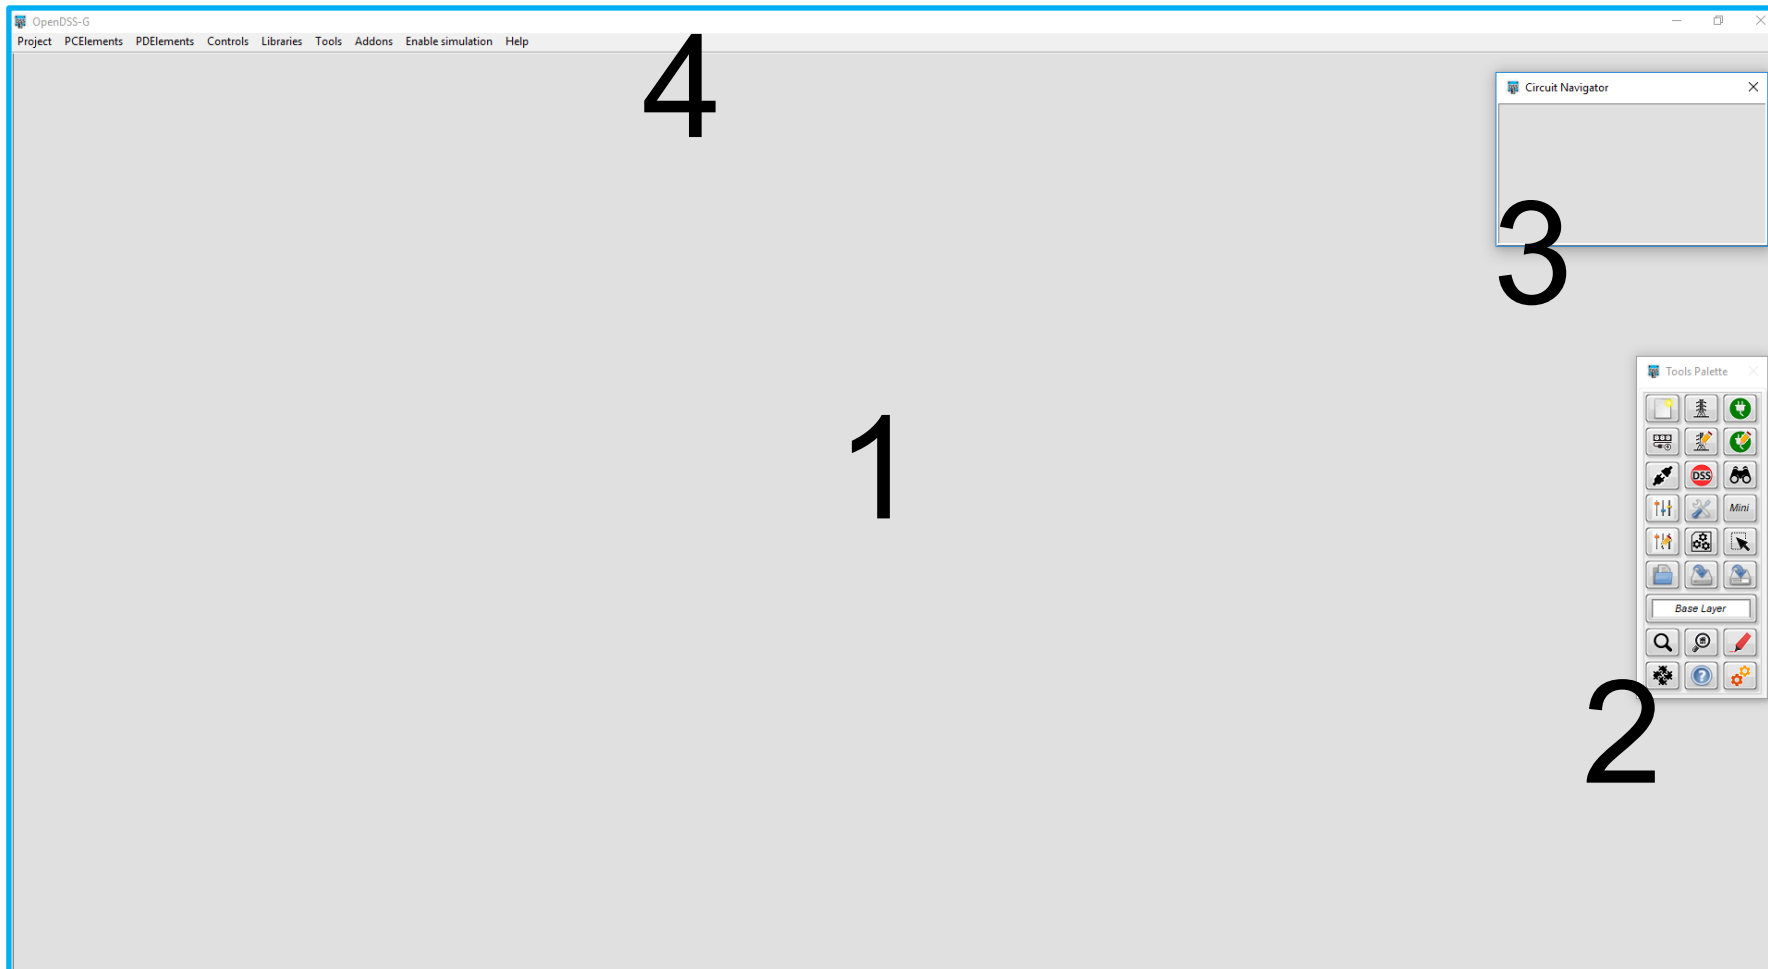 OpenDSS-G
Project PCElements PDElements Controls Libraries Tools Addons Enable simulation Help
4
Circuit Navigator
3
Tools Palette
1
DSS
Mini
Base Layer
2